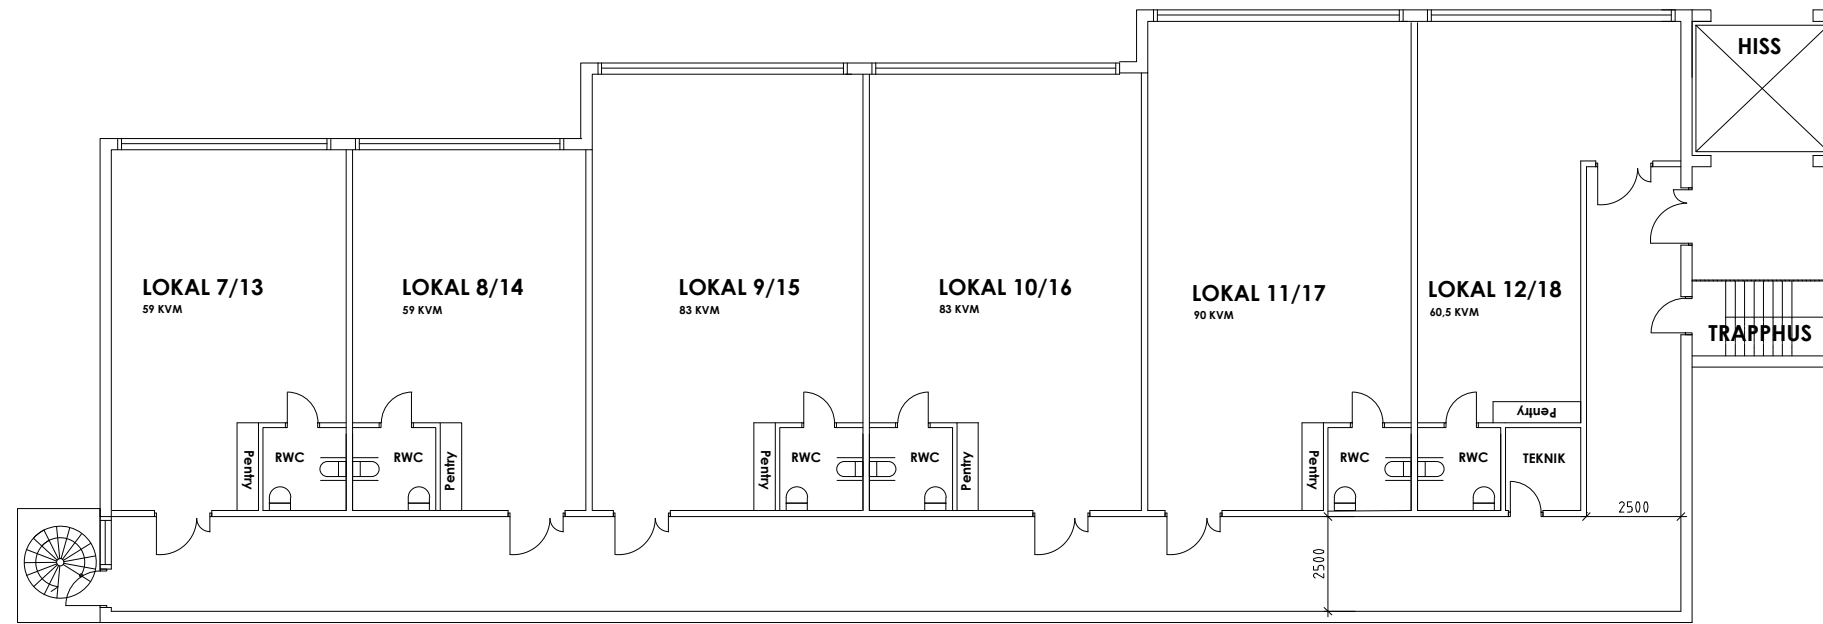 HISS
LOKAL 7/13
59 KVM
LOKAL 8/14
59 KVM
LOKAL 9/15
83 KVM
LOKAL 10/16
83 KVM
LOKAL 11/17
90 KVM
LOKAL 12/18
60,5 KVM
TRAPPHUS
Pentry
RWC
RWC
Pentry
Pentry
RWC
RWC
Pentry
Pentry
RWC
RWC
Pentry
TEKNIK
2500
2500